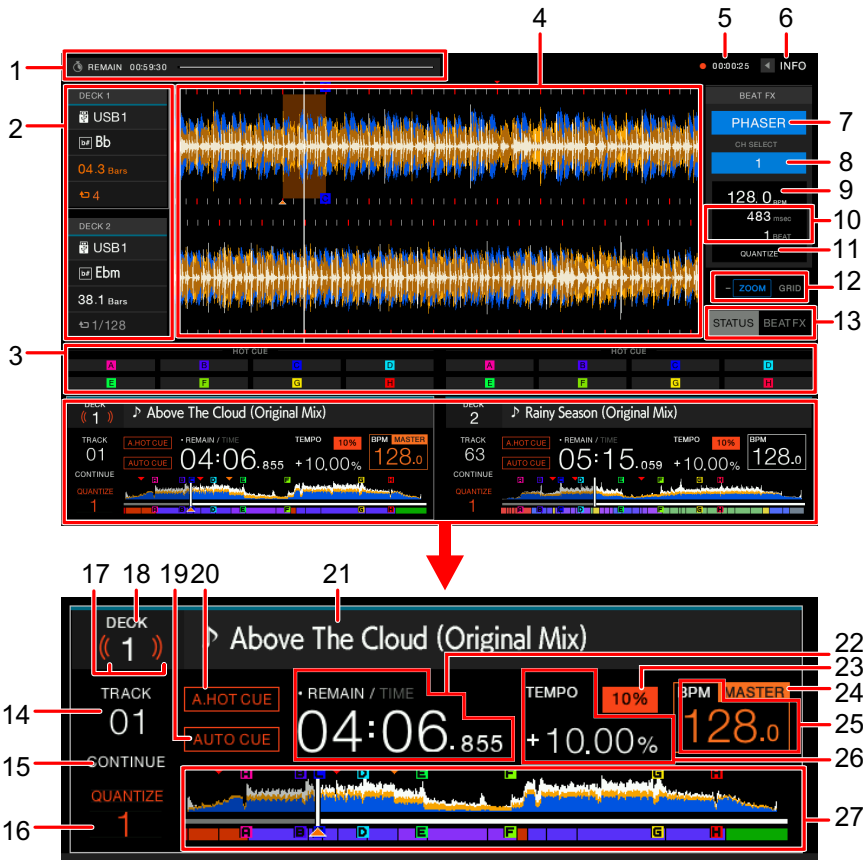 4 5 6
1 REMAIN 00:59:30 00:00:25 INFO
2 DECK 1
USB1
D# Bb
04.3 Bars
4
DECK 2
USB1
D# Ebm
38.1 Bars
1/128
BEAT FX
PHASER 7
CH SELECT
1 8
128.0 BPM 9
483 msec 10
1 BEAT
QUANTIZE 11
- ZOOM GRID 12
STATUS BEAT FX 13
3 HOT CUE HOT CUE
A B C D A B C D
E F G H E F G H
DECK
1 Above The Cloud (Original Mix)
TRACK
01
CONTINUE
QUANTIZE
1
A.HOT CUE
AUTO CUE
• REMAIN / TIME
04:06.855
TEMPO 10%
+10.00%
BPM MASTER
128.0
A B C D E F G H
A B D E F G H
DECK
2 Rainy Season (Original Mix)
TRACK
63
CONTINUE
QUANTIZE
1
A.HOT CUE
AUTO CUE
• REMAIN / TIME
05:15.059
TEMPO 10%
+10.00%
BPM
128.0
A B C D E F G H
A B C D E F G H
17 18 19 20 21
DECK
1 Above The Cloud (Original Mix)
22
23
24
25
26
27
14 TRACK
01
15 CONTINUE
16 QUANTIZE
1
A.HOT CUE
AUTO CUE
• REMAIN / TIME
04:06.855
TEMPO 10%
+10.00%
BPM MASTER
128.0
A B C D E F G H
A B D E F G H